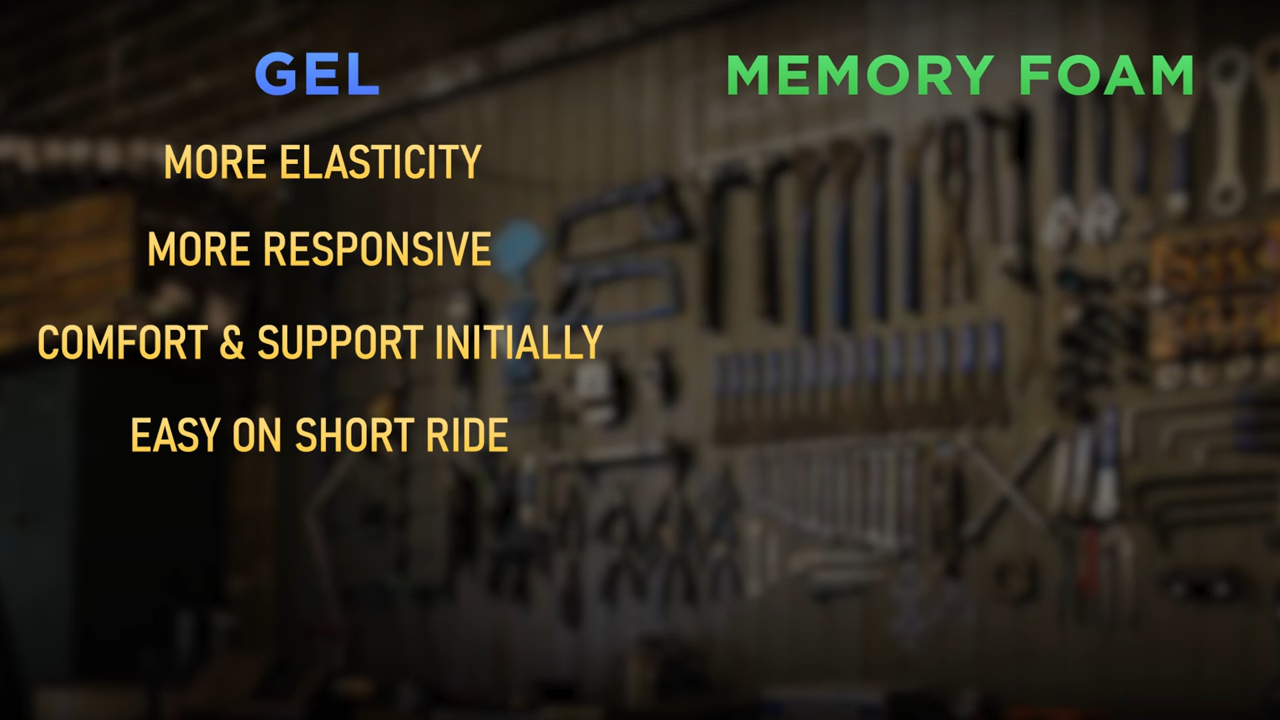 GEL
MEMORY FOAM
MORE ELASTICITY
MORE RESPONSIVE
COMFORT & SUPPORT INITIALLY
EASY ON SHORT RIDE